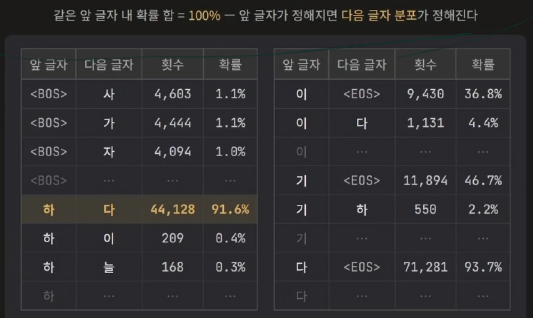 같은 앞 글자 내 확률 합 = 100% — 앞 글자가 정해지면 다음 글자 분포가 정해진다
앞 글자 다음 글자 횟수 확률
<BOS> 사 4,603 1.1%
<BOS> 가 4,444 1.1%
<BOS> 자 4,094 1.0%
<BOS> ... ... ...
하 다 44,128 91.6%
하 이 209 0.4%
하 늘 168 0.3%
하 ... ... ...
앞 글자 다음 글자 횟수 확률
이 <EOS> 9,430 36.8%
이 다 1,131 4.4%
이 ... ... ...
기 <EOS> 11,894 46.7%
기 하 550 2.2%
기 ... ... ...
다 <EOS> 71,281 93.7%
다 ... ... ...